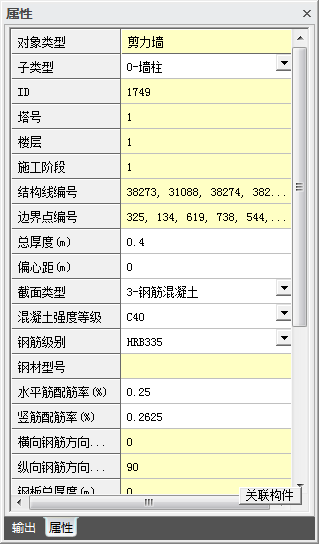 属性
对象类型 剪力墙
子类型 0-墙柱
ID 1749
塔号 1
楼层 1
施工阶段 1
结构线编号 38273, 31088, 38274, 382...
边界点编号 325, 134, 619, 738, 544,...
总厚度(m) 0.4
偏心距(m) 0
截面类型 3-钢筋混凝土
混凝土强度等级 C40
钢筋级别 HRB335
钢材型号
水平筋配筋率(%) 0.25
竖筋配筋率(%) 0.2625
横向钢筋方向... 0
纵向钢筋方向... 90
钢板总厚度(m) 0
关联构件
输出 属性